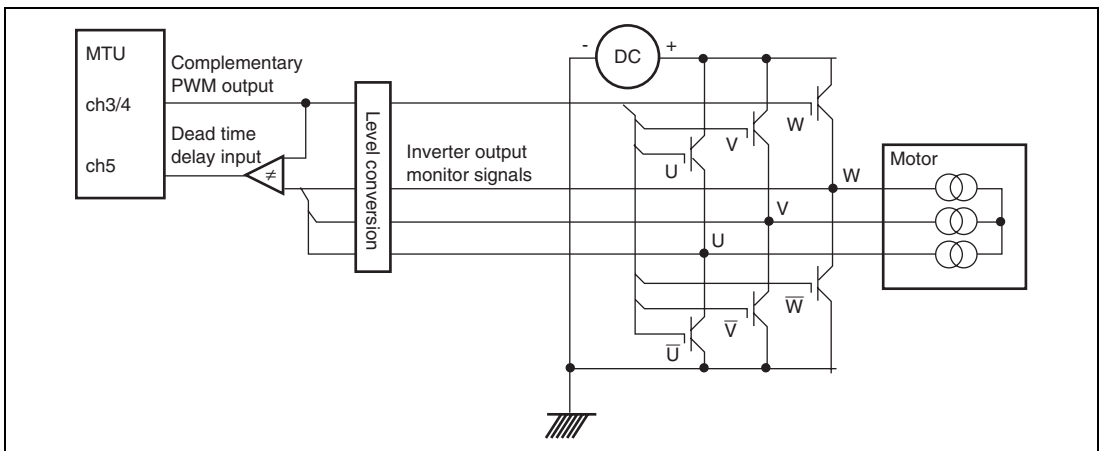 MTU
ch3/4
ch5
Complementary
PWM output
Dead time
delay input
≠
Level conversion
Inverter output
monitor signals
-
DC
+
W
V
U
W
V
U
W̅
V̅
U̅
Motor